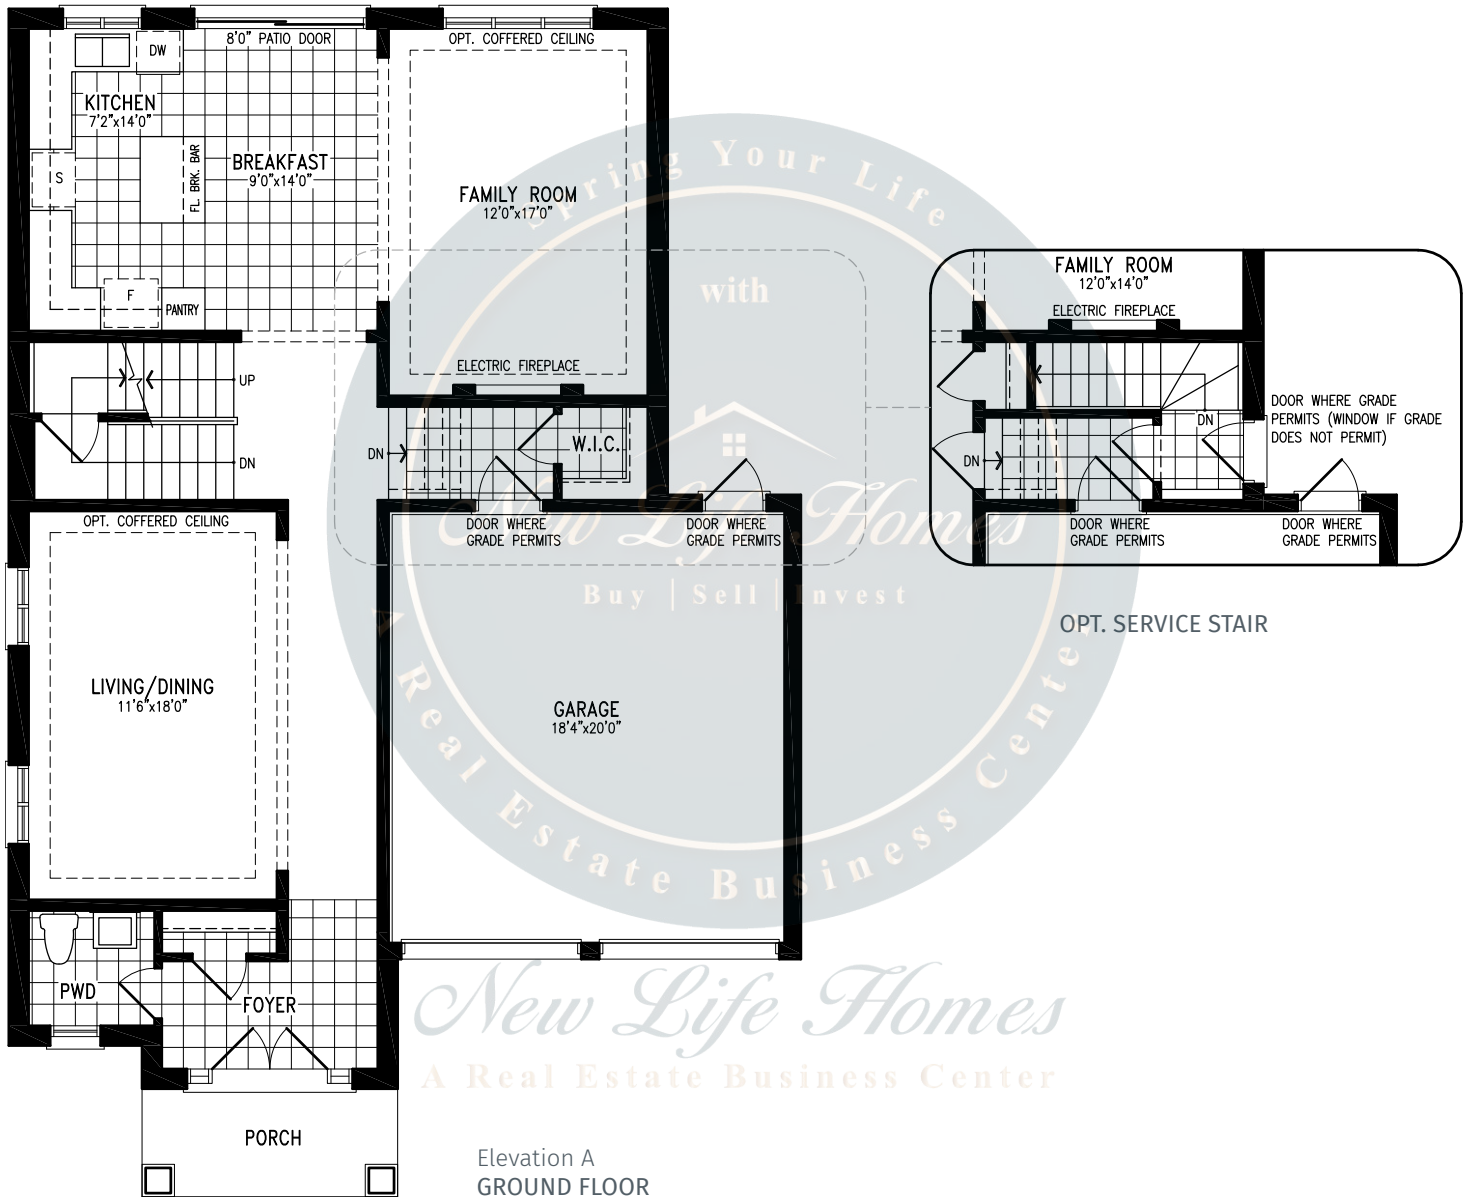 8'0" PATIO DOOR
OPT. COFFERED CEILING
DW
KITCHEN
7'2"x14'0"
S
FL. BRK. BAR
BREAKFAST
9'0"x14'0"
FAMILY ROOM
12'0"x17'0"
F
PANTRY
ELECTRIC FIREPLACE
UP
DN
DN
W.I.C.
DOOR WHERE
GRADE PERMITS
DOOR WHERE
GRADE PERMITS
OPT. COFFERED CEILING
LIVING/DINING
11'6"x18'0"
GARAGE
18'4"x20'0"
PWD
FOYER
PORCH
Elevation A
GROUND FLOOR
FAMILY ROOM
12'0"x14'0"
ELECTRIC FIREPLACE
DN
DN
DOOR WHERE GRADE
PERMITS (WINDOW IF GRADE
DOES NOT PERMIT)
DOOR WHERE
GRADE PERMITS
DOOR WHERE
GRADE PERMITS
OPT. SERVICE STAIR
Spring Your Life
with
New Life Homes
Buy | Sell | Invest
A Real Estate Business Center
New Life Homes
A Real Estate Business Center